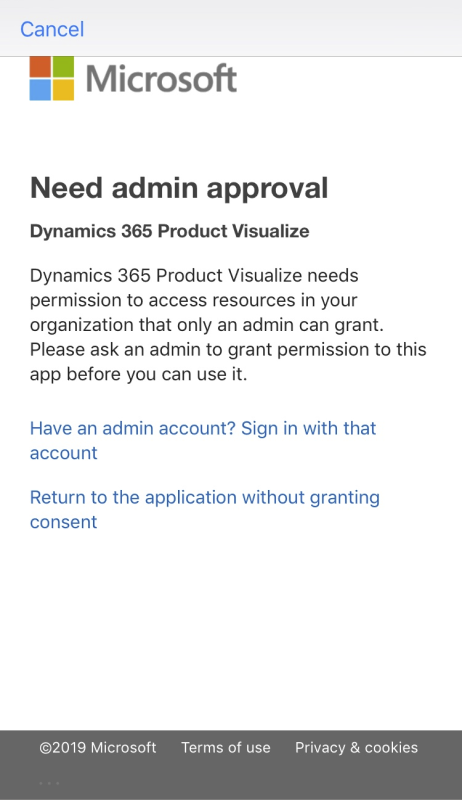 Cancel
Microsoft
Need admin approval
Dynamics 365 Product Visualize
Dynamics 365 Product Visualize needs
permission to access resources in your
organization that only an admin can grant.
Please ask an admin to grant permission to this
app before you can use it.
Have an admin account? Sign in with that
account
Return to the application without granting
consent
©2019 Microsoft Terms of use Privacy & cookies
...